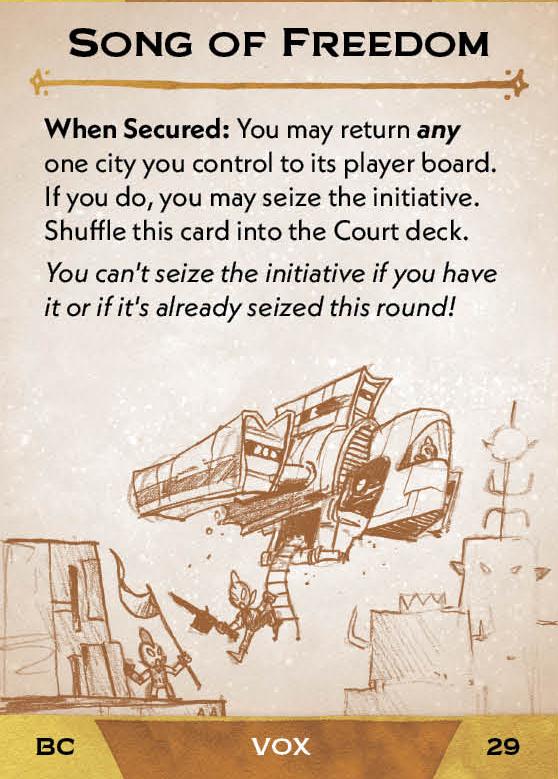 SONG OF FREEDOM
When Secured: You may return any
one city you control to its player board.
If you do, you may seize the initiative.
Shuffle this card into the Court deck.
You can't seize the initiative if you have
it or if it's already seized this round!
BC
VOX
29